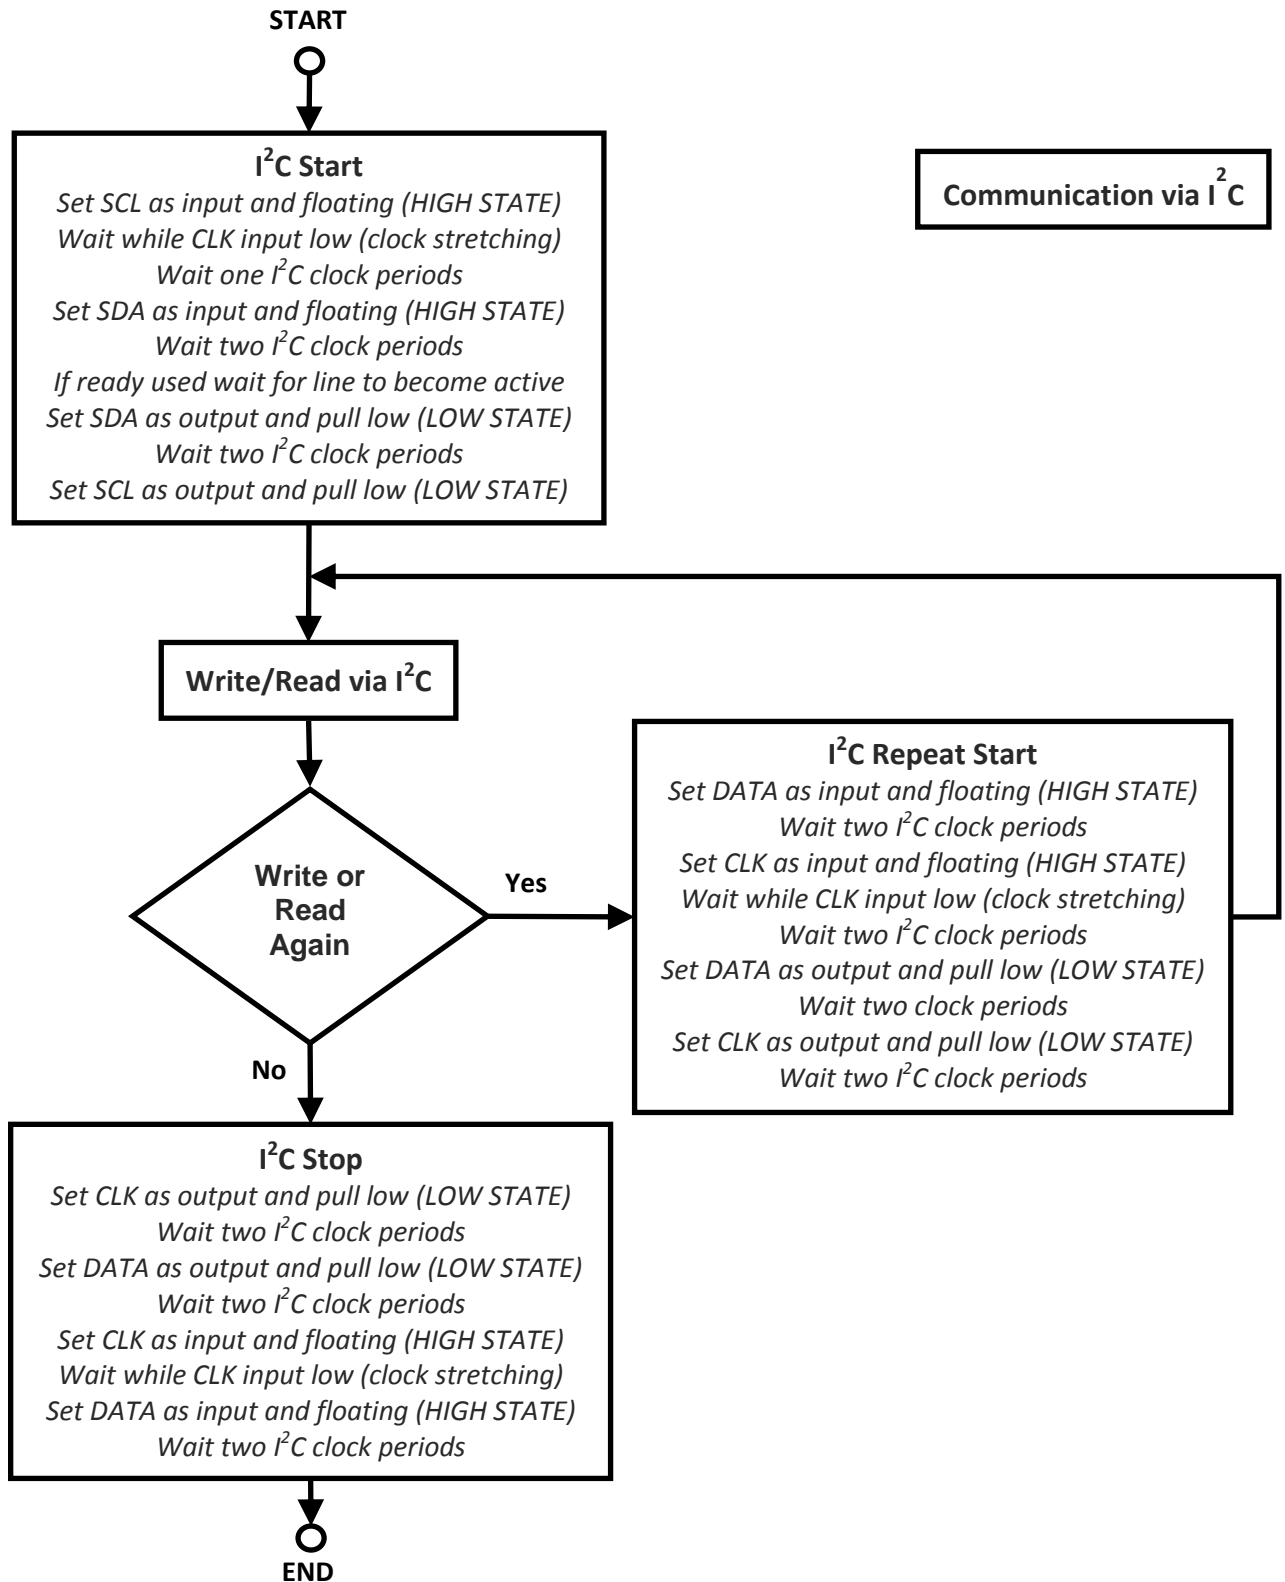 START
I²C Start
Set SCL as input and floating (HIGH STATE)
Wait while CLK input low (clock stretching)
Wait one I²C clock periods
Set SDA as input and floating (HIGH STATE)
Wait two I²C clock periods
If ready used wait for line to become active
Set SDA as output and pull low (LOW STATE)
Wait two I²C clock periods
Set SCL as output and pull low (LOW STATE)
Communication via I²C
Write/Read via I²C
Write or
Read
Again
Yes
I²C Repeat Start
Set DATA as input and floating (HIGH STATE)
Wait two I²C clock periods
Set CLK as input and floating (HIGH STATE)
Wait while CLK input low (clock stretching)
Wait two I²C clock periods
Set DATA as output and pull low (LOW STATE)
Wait two clock periods
Set CLK as output and pull low (LOW STATE)
Wait two I²C clock periods
No
I²C Stop
Set CLK as output and pull low (LOW STATE)
Wait two I²C clock periods
Set DATA as output and pull low (LOW STATE)
Wait two I²C clock periods
Set CLK as input and floating (HIGH STATE)
Wait while CLK input low (clock stretching)
Set DATA as input and floating (HIGH STATE)
Wait two I²C clock periods
END